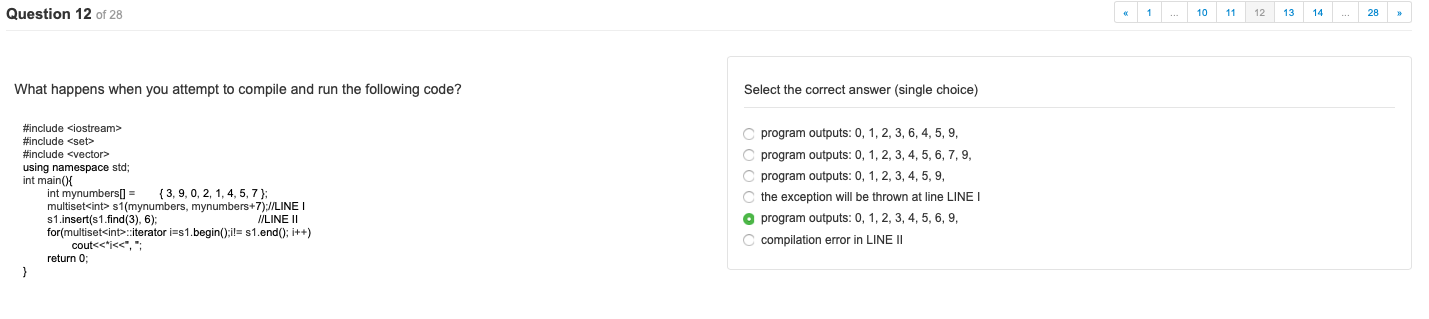 Question 12 of 28
« 1 ... 10 11 12 13 14 ... 28 »
What happens when you attempt to compile and run the following code?
#include <iostream>
#include <set>
#include <vector>
using namespace std;
int main(){
int mynumbers[] = { 3, 9, 0, 2, 1, 4, 5, 7 };
multiset<int> s1(mynumbers, mynumbers+7);//LINE I
s1.insert(s1.find(3), 6); //LINE II
for(multiset<int>::iterator i=s1.begin();i!= s1.end(); i++)
cout<<*i<<", ";
return 0;
}
Select the correct answer (single choice)
program outputs: 0, 1, 2, 3, 6, 4, 5, 9,
program outputs: 0, 1, 2, 3, 4, 5, 6, 7, 9,
program outputs: 0, 1, 2, 3, 4, 5, 9,
the exception will be thrown at line LINE I
program outputs: 0, 1, 2, 3, 4, 5, 6, 9,
compilation error in LINE II